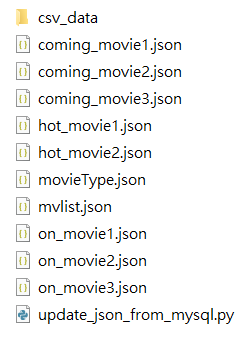 csv_data
coming_movie1.json
coming_movie2.json
coming_movie3.json
hot_movie1.json
hot_movie2.json
movieType.json
mvlist.json
on_movie1.json
on_movie2.json
on_movie3.json
update_json_from_mysql.py